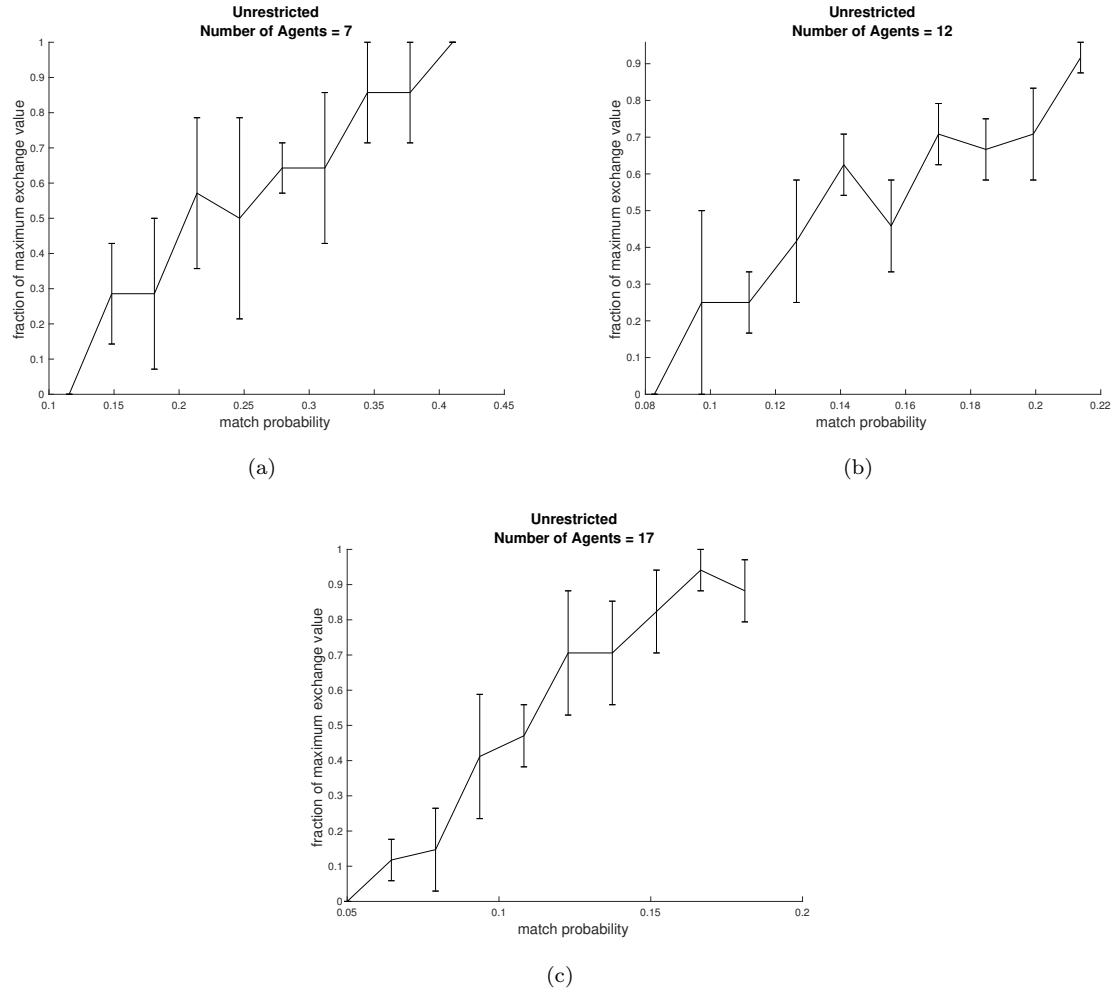 Unrestricted
Number of Agents = 7
1
0.9
0.8
0.7
0.6
0.5
0.4
0.3
0.2
0.1
0
fraction of maximum exchange value
0.1 0.15 0.2 0.25 0.3 0.35 0.4 0.45
match probability
(a)
Unrestricted
Number of Agents = 12
0.9
0.8
0.7
0.6
0.5
0.4
0.3
0.2
0.1
0
fraction of maximum exchange value
0.08 0.1 0.12 0.14 0.16 0.18 0.2 0.22
match probability
(b)
Unrestricted
Number of Agents = 17
1
0.9
0.8
0.7
0.6
0.5
0.4
0.3
0.2
0.1
0
fraction of maximum exchange value
0.05 0.1 0.15 0.2
match probability
(c)